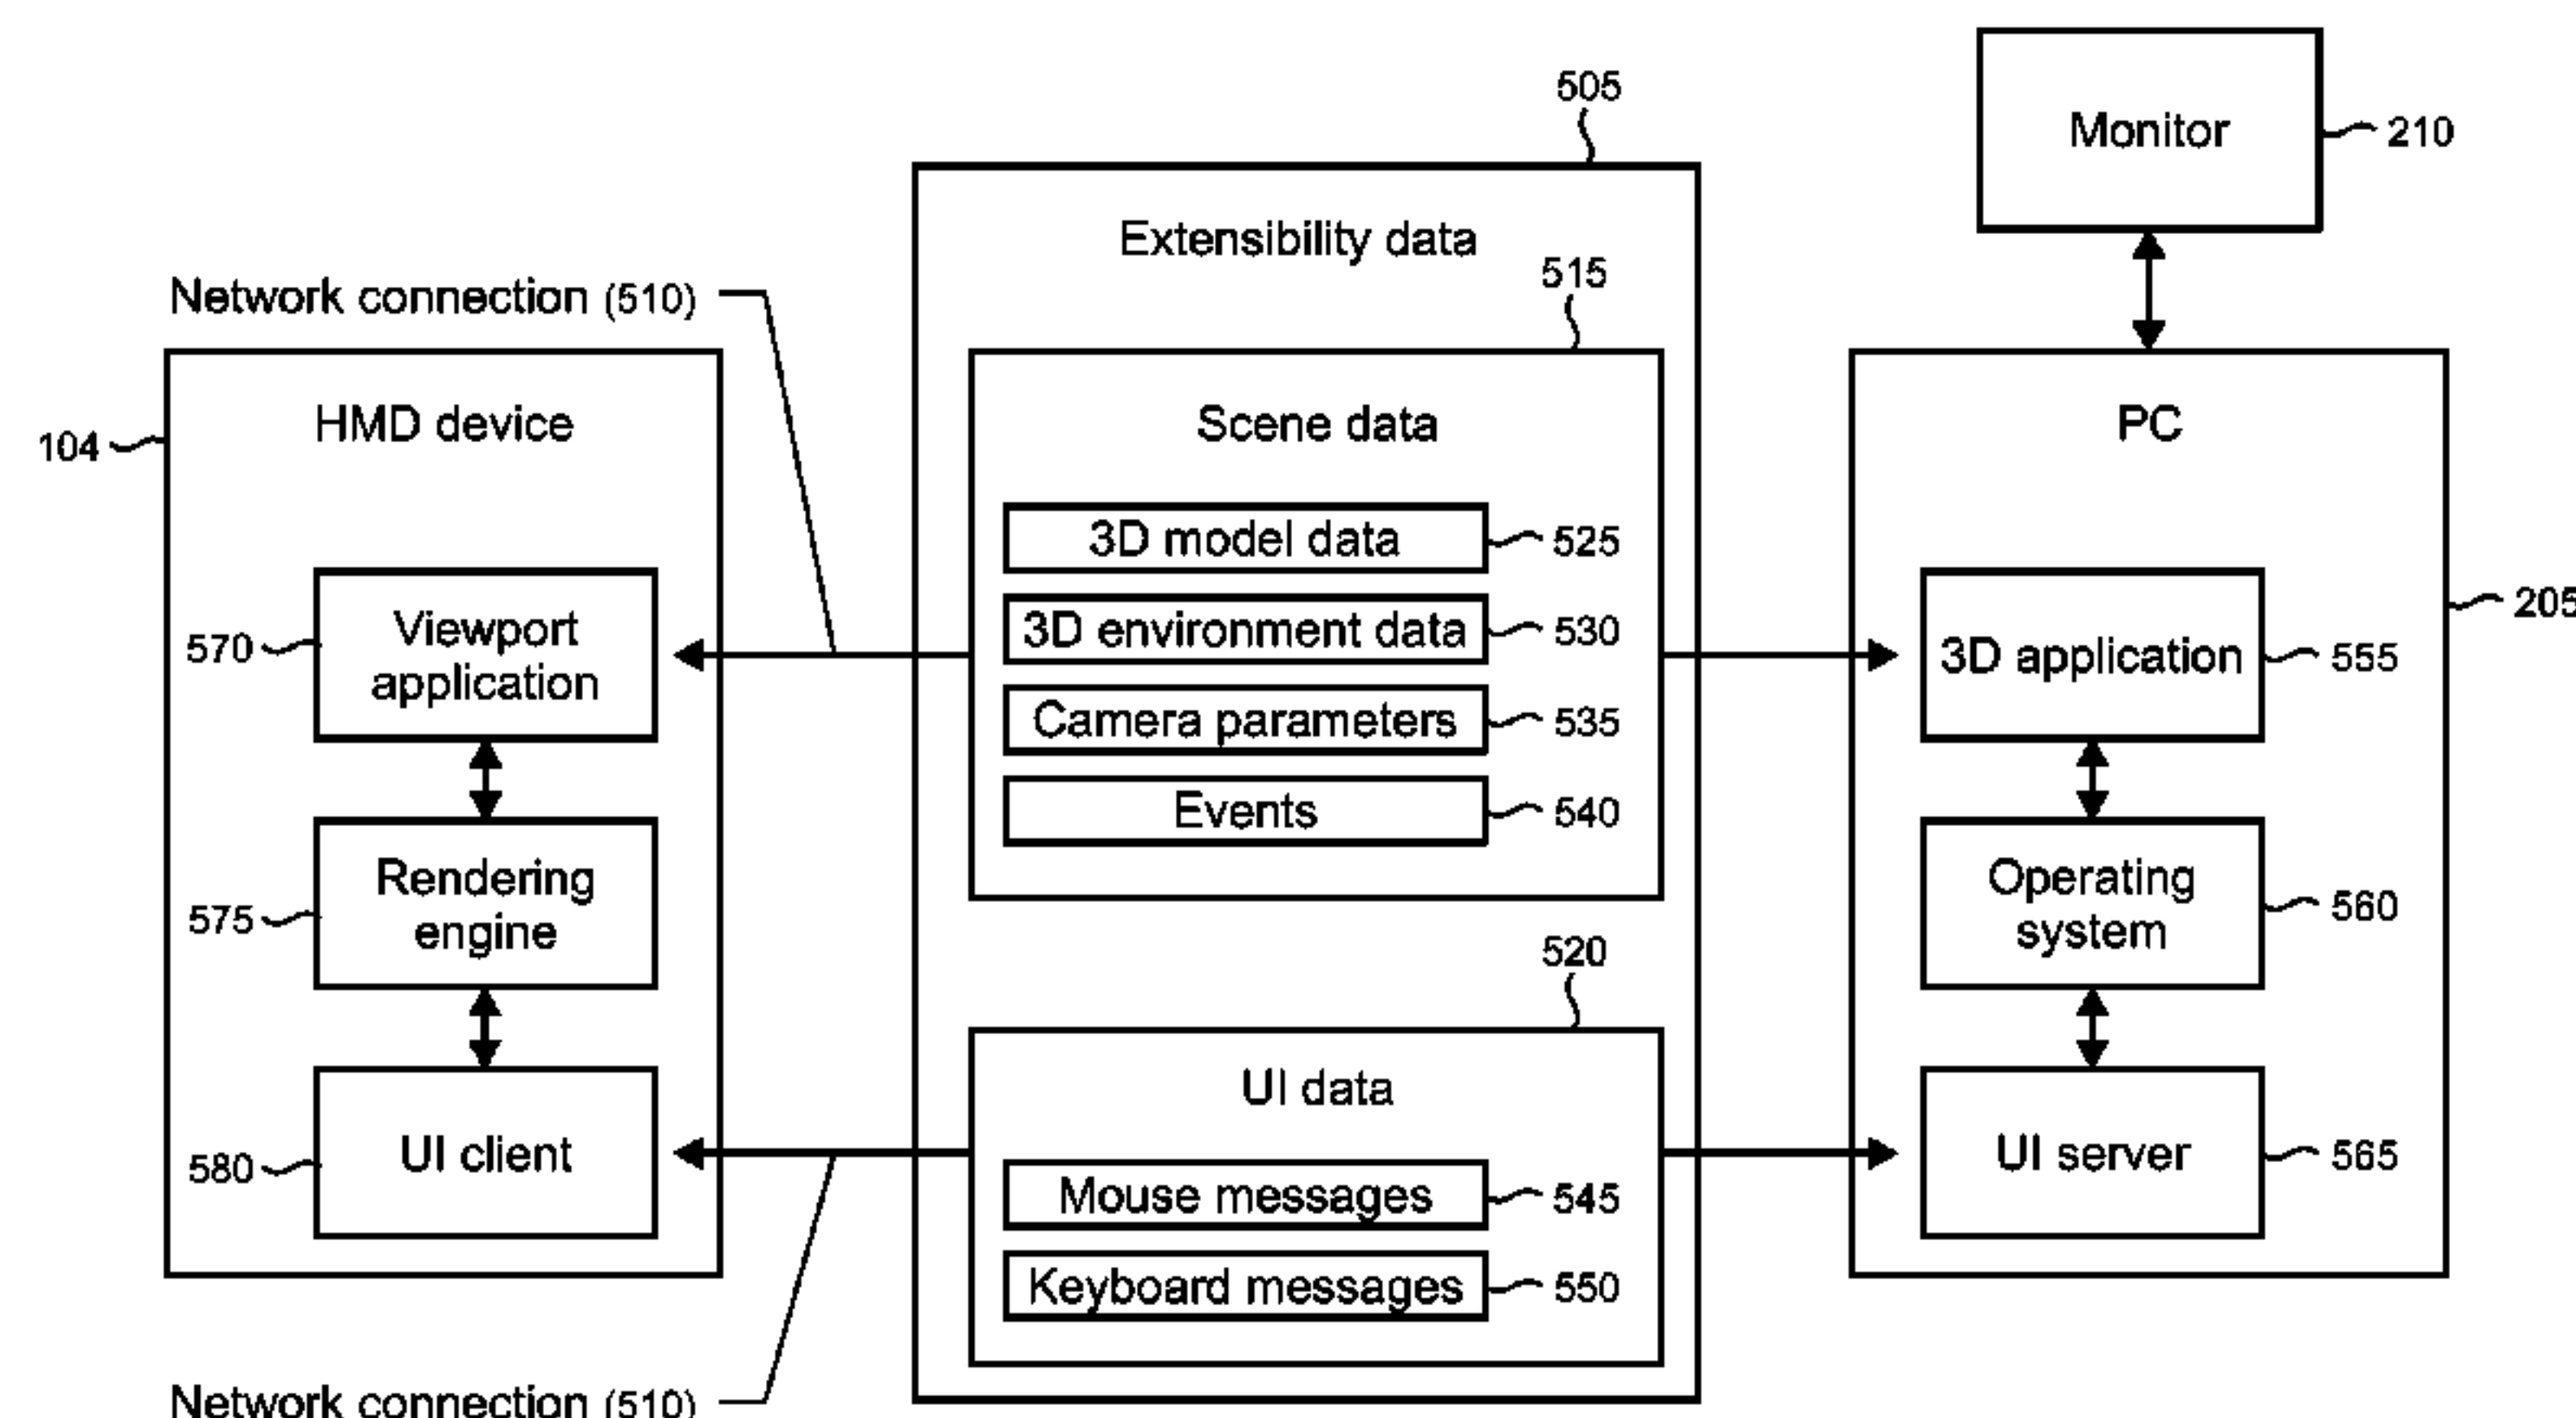 505
Monitor
210
Extensibility data
515
Network connection (510)
HMD device
104
Scene data
PC
3D model data
525
Viewport
application
570
3D environment data
530
205
3D application
555
Camera parameters
535
Events
540
Rendering
engine
575
Operating
system
560
520
UI data
UI client
580
Mouse messages
545
UI server
565
Keyboard messages
550
Network connection (510)